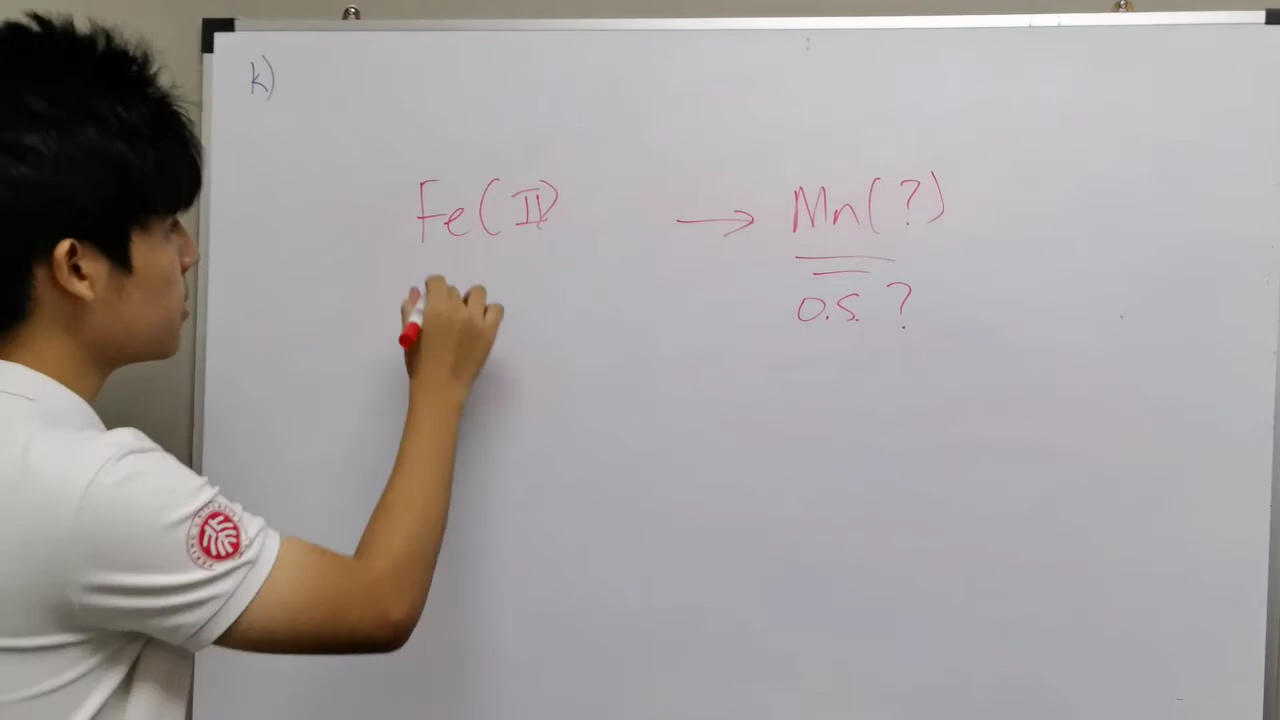 k)
Fe(II) → Mn(?)
O.S. ?